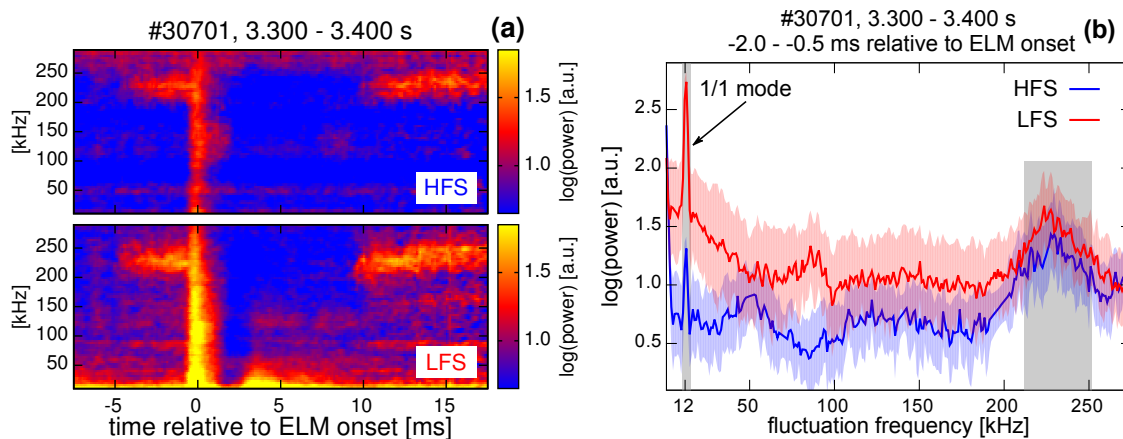 #30701, 3.300 - 3.400 s
(a)
250
200
150
100
50
[kHz]
HFS
1.5
1.0
log(power) [a.u.]
250
200
150
100
50
[kHz]
LFS
1.5
1.0
log(power) [a.u.]
-5
0
5
10
15
time relative to ELM onset [ms]
#30701, 3.300 - 3.400 s
-2.0 - -0.5 ms relative to ELM onset
(b)
1/1 mode
HFS
LFS
2.5
2.0
1.5
1.0
0.5
log(power) [a.u.]
12
50
100
150
200
250
fluctuation frequency [kHz]